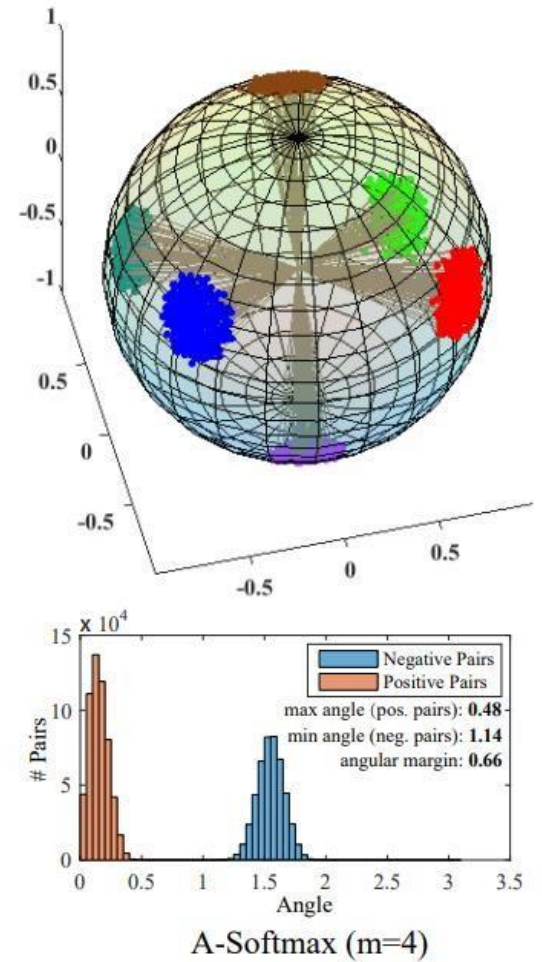 1
0.5
0
-0.5
-1
0.5
0
-0.5
-0.5
0
0.5
x 10^4
15
10
5
0
# Pairs
Negative Pairs
Positive Pairs
max angle (pos. pairs): 0.48
min angle (neg. pairs): 1.14
angular margin: 0.66
0 0.5 1 1.5 2 2.5 3 3.5
Angle
A-Softmax (m=4)